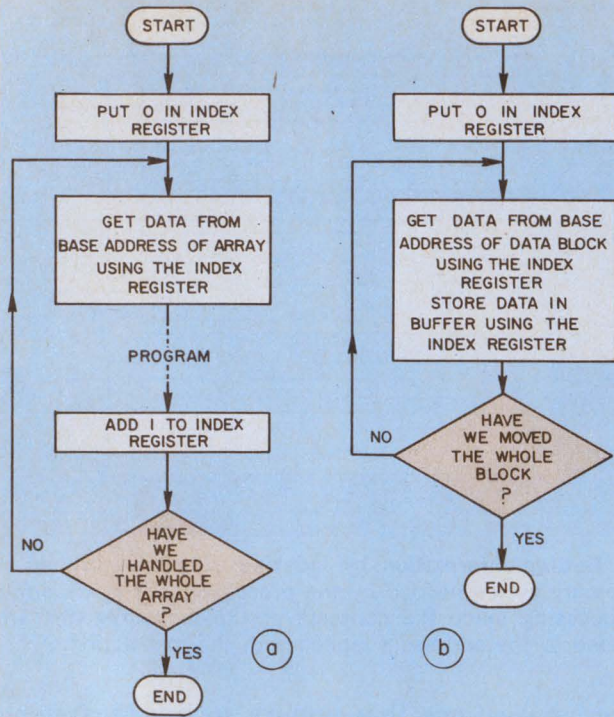 START
PUT 0 IN INDEX
REGISTER
GET DATA FROM
BASE ADDRESS OF ARRAY
USING THE INDEX
REGISTER
PROGRAM
ADD 1 TO INDEX
REGISTER
NO
HAVE
WE
HANDLED
THE WHOLE
ARRAY
?
YES
END
a
START
PUT 0 IN INDEX
REGISTER
GET DATA FROM BASE
ADDRESS OF DATA BLOCK
USING THE INDEX
REGISTER
STORE DATA IN
BUFFER USING THE
INDEX REGISTER
NO
HAVE
WE MOVED
THE WHOLE
BLOCK
?
YES
END
b